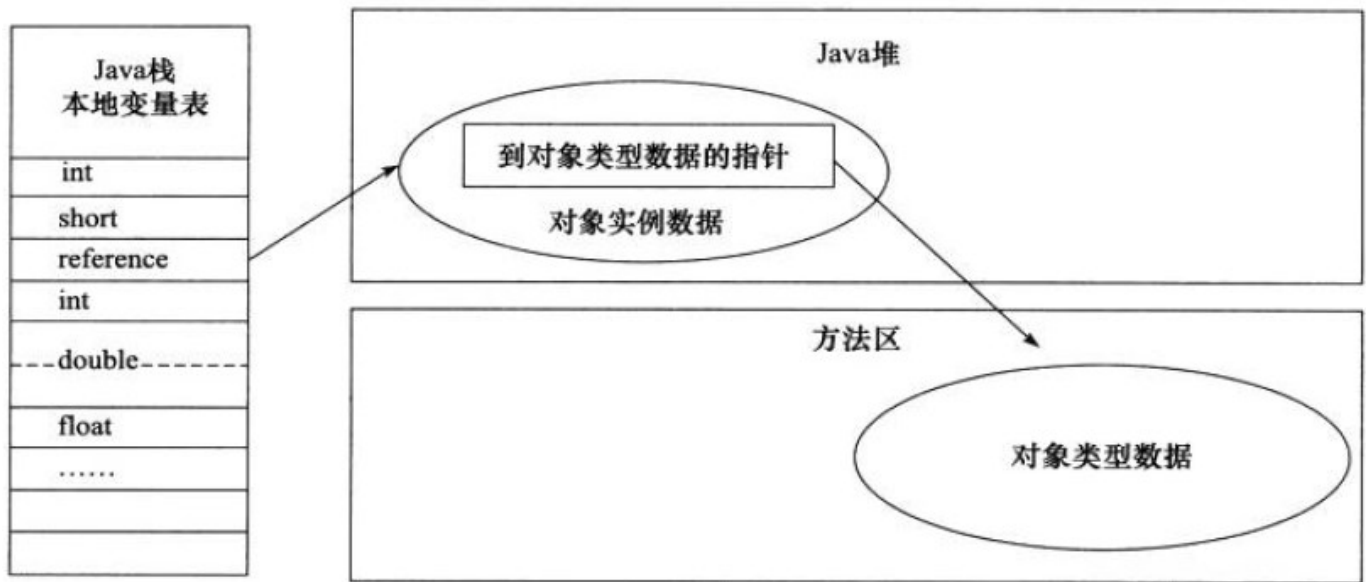 Java栈
本地变量表
int
short
reference
int
double
float
……
Java堆
到对象类型数据的指针
对象实例数据
方法区
对象类型数据